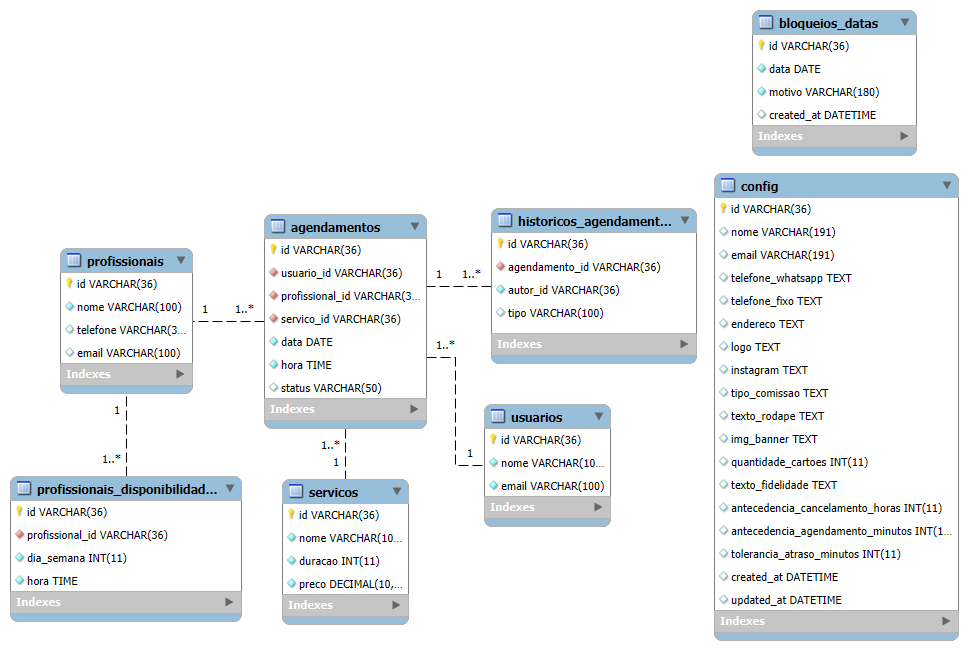 bloqueios_datas
id VARCHAR(36)
data DATE
motivo VARCHAR(180)
created_at DATETIME
Indexes
config
id VARCHAR(36)
nome VARCHAR(191)
email VARCHAR(191)
telefone_whatsapp TEXT
telefone_fixo TEXT
endereco TEXT
logo TEXT
instagram TEXT
tipo_comissao TEXT
texto_rodape TEXT
img_banner TEXT
quantidade_cartoes INT(11)
texto_fidelidade TEXT
antecedencia_cancelamento_horas INT(11)
antecedencia_agendamento_minutos INT(1...
tolerancia_atraso_minutos INT(11)
created_at DATETIME
updated_at DATETIME
Indexes
historicos_agendament...
id VARCHAR(36)
agendamento_id VARCHAR(36)
autor_id VARCHAR(36)
tipo VARCHAR(100)
Indexes
agendamentos
id VARCHAR(36)
usuario_id VARCHAR(36)
profissional_id VARCHAR(3...
servico_id VARCHAR(36)
data DATE
hora TIME
status VARCHAR(50)
Indexes
profissionais
id VARCHAR(36)
nome VARCHAR(100)
telefone VARCHAR(3...
email VARCHAR(100)
Indexes
usuarios
id VARCHAR(36)
nome VARCHAR(10...
email VARCHAR(100)
Indexes
profissionais_disponibilidad...
id VARCHAR(36)
profissional_id VARCHAR(36)
dia_semana INT(11)
hora TIME
Indexes
servicos
id VARCHAR(36)
nome VARCHAR(10...
duracao INT(11)
preco DECIMAL(10,...
Indexes
1
1..*
1
1..*
1..*
1
1..*
1
1
1..*